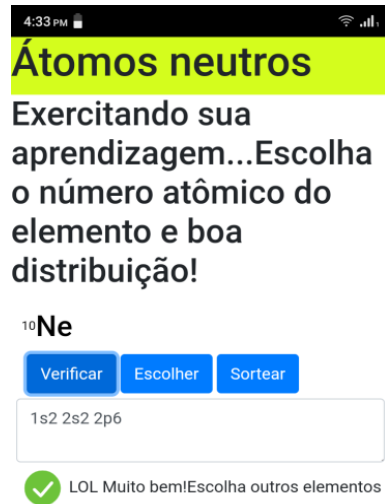 4:33 PM
Átomos neutros
Exercitando sua
aprendizagem...Escolha
o número atômico do
elemento e boa
distribuição!
10Ne
Verificar Escolher Sortear
1s2 2s2 2p6
LOL Muito bem!Escolha outros elementos